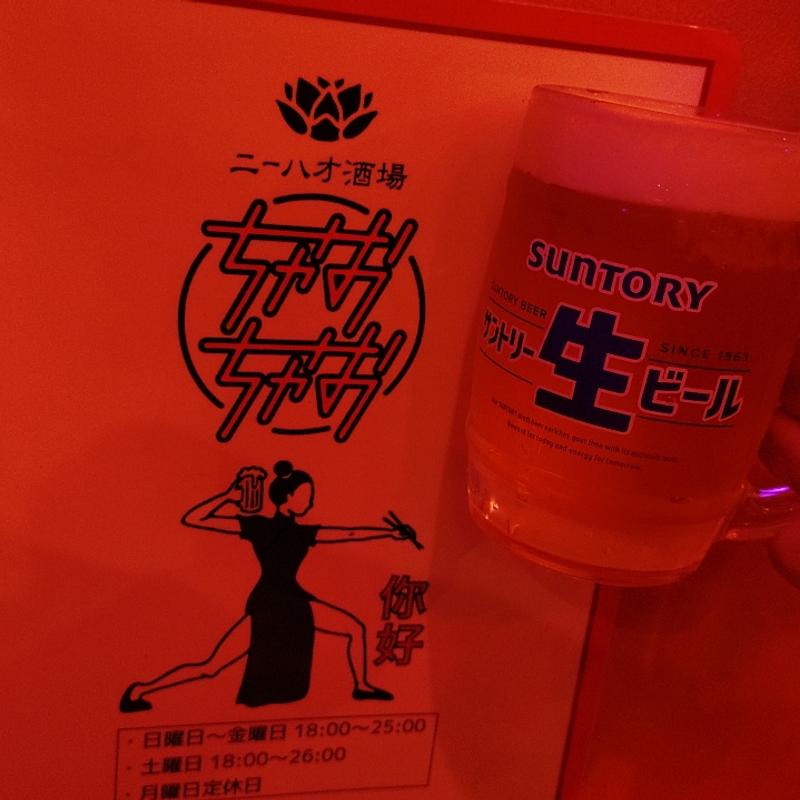 ニーハオ酒場
ちゃお
ちゃお
你
好
・日曜日～金曜日 18:00～25:00
・土曜日 18:00～26:00
・月曜日定休日
SUNTORY
SUNTORY BEER
SINCE 1963
サントリー生ビール